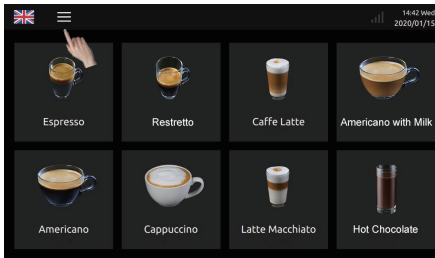 14:42 Wed
2020/01/15
Espresso
Restretto
Caffe Latte
Americano with Milk
Americano
Cappuccino
Latte Macchiato
Hot Chocolate